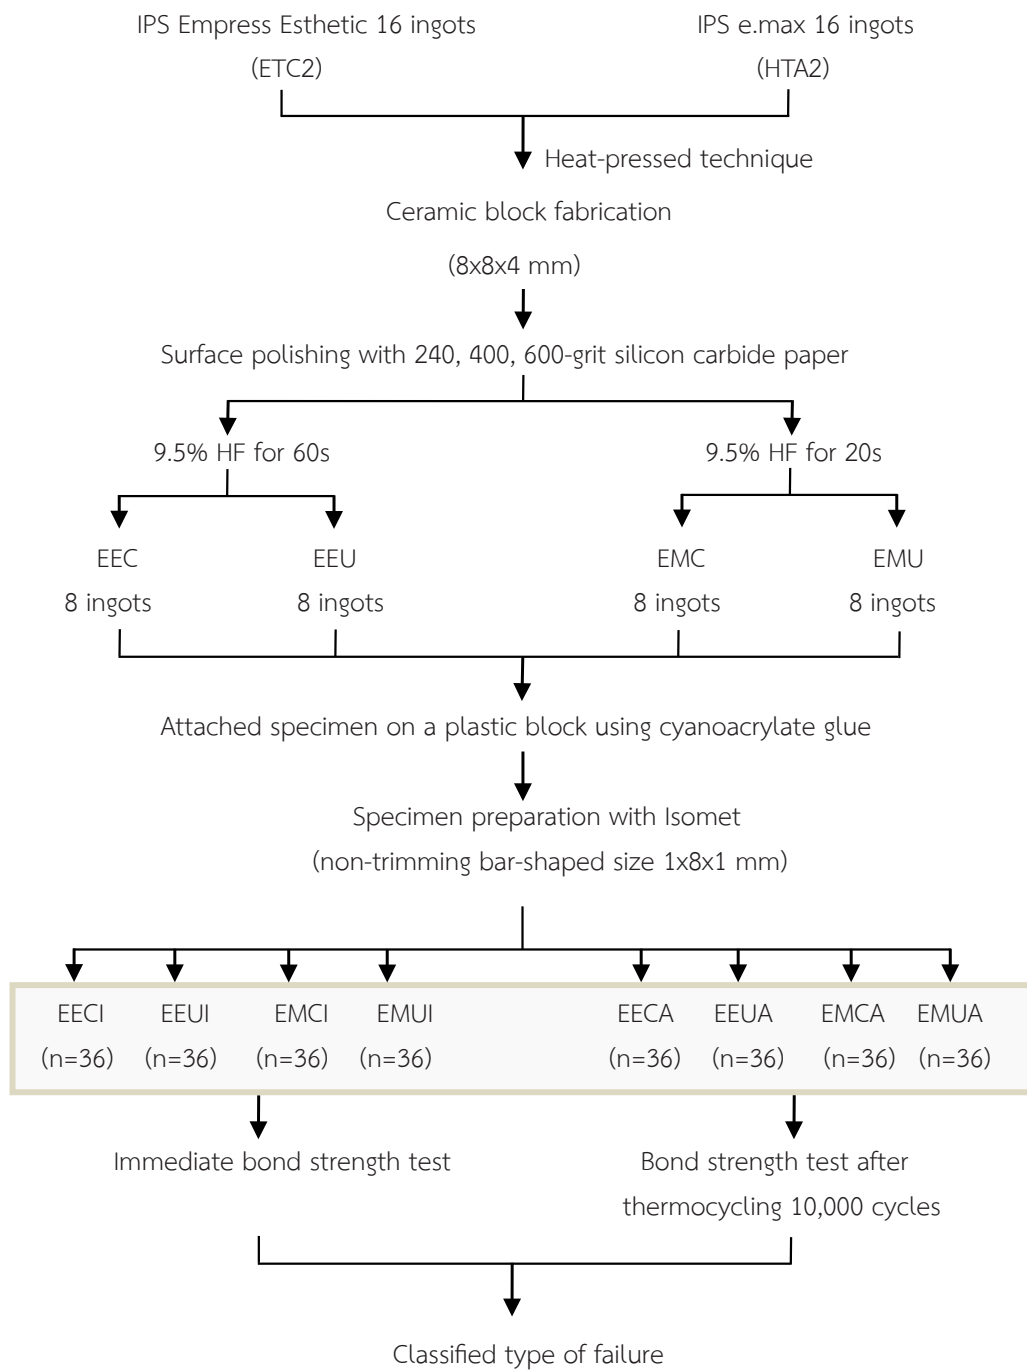 IPS Empress Esthetic 16 ingots
(ETC2)
IPS e.max 16 ingots
(HTA2)
Heat-pressed technique
Ceramic block fabrication
(8x8x4 mm)
Surface polishing with 240, 400, 600-grit silicon carbide paper
9.5% HF for 60s
9.5% HF for 20s
EEC
8 ingots
EEU
8 ingots
EMC
8 ingots
EMU
8 ingots
Attached specimen on a plastic block using cyanoacrylate glue
Specimen preparation with Isomet
(non-trimming bar-shaped size 1x8x1 mm)
EECI
(n=36)
EEUI
(n=36)
EMCI
(n=36)
EMUI
(n=36)
EECA
(n=36)
EEUA
(n=36)
EMCA
(n=36)
EMUA
(n=36)
Immediate bond strength test
Bond strength test after
thermocycling 10,000 cycles
Classified type of failure